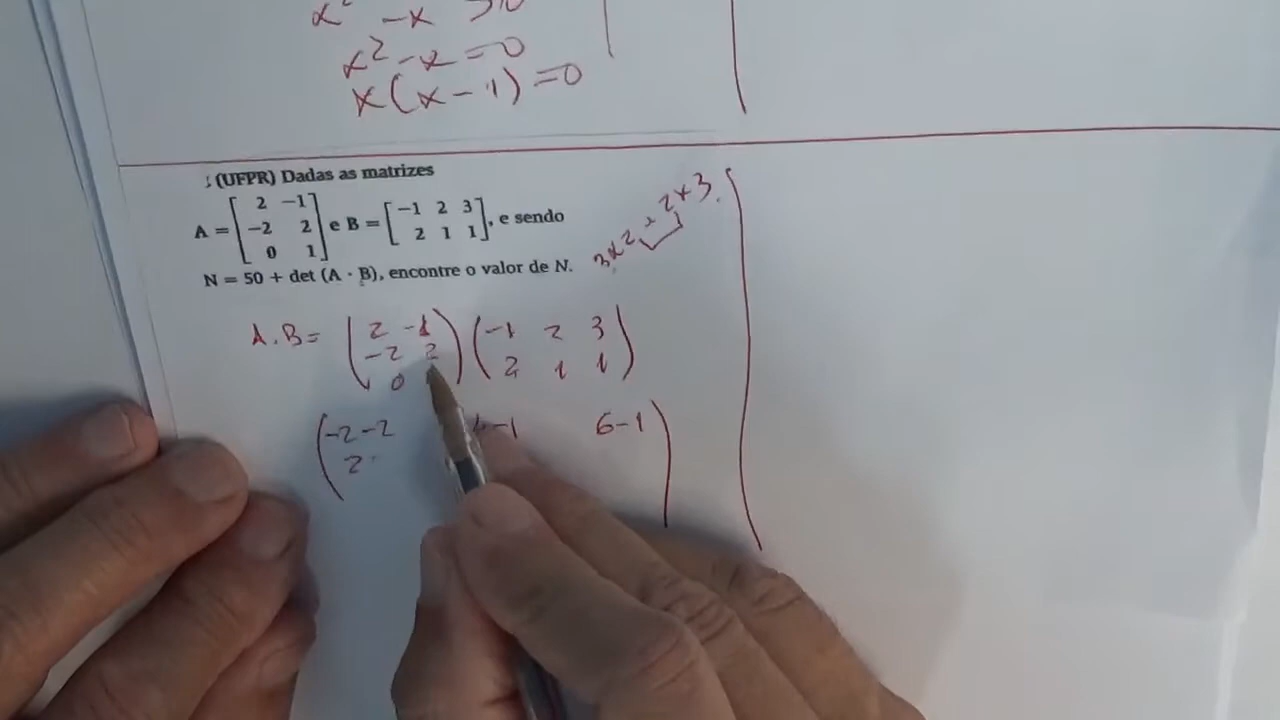 x² - x
x² - x = 0
x(x - 1) = 0
(UFPR) Dadas as matrizes
A = [2 -1
-2 2
0 1] e B = [-1 2 3
2 1 1], e sendo
N = 50 + det (A · B), encontre o valor de N.
3x2 · 2x3.
A.B = (2 -1
-2 2
0) (-1 2 3
2 1 1)
(-2-2 -1 6-1)
2